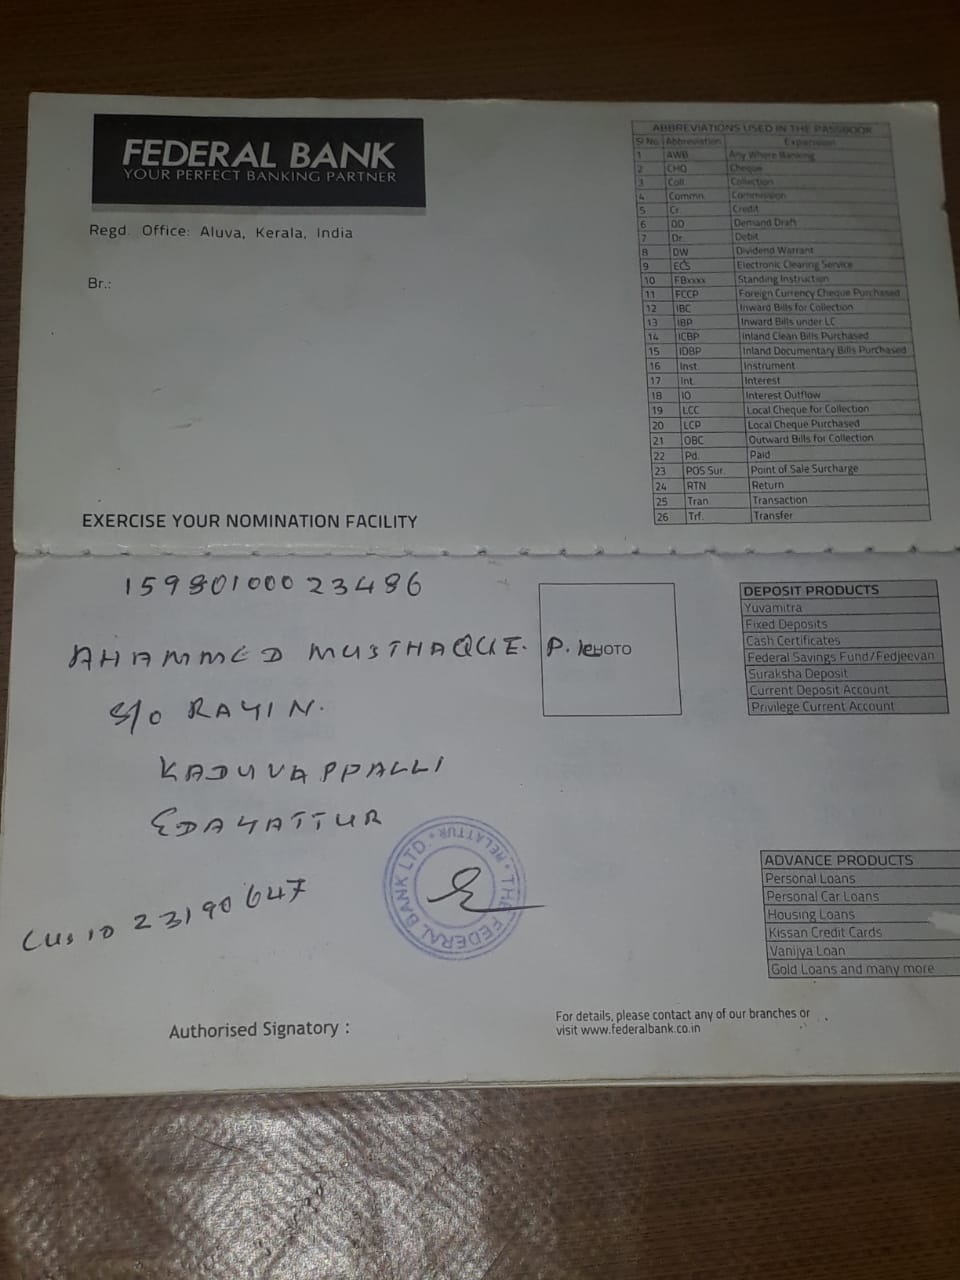 FEDERAL BANK
YOUR PERFECT BANKING PARTNER
Regd. Office: Aluva, Kerala, India
Br.:
EXERCISE YOUR NOMINATION FACILITY
ABBREVIATIONS USED IN THE PASSBOOK
Sl No. Abbreviation Expansion
1 AWB Any Where Banking
2 CHQ Cheque
3 Coll. Collection
4 Commn. Commission
5 Cr. Credit
6 DD Demand Draft
7 Dr. Debit
8 DW Dividend Warrant
9 ECS Electronic Clearing Service
10 FBxxxx Standing Instruction
11 FCCP Foreign Currency Cheque Purchased
12 IBC Inward Bills for Collection
13 IBP Inward Bills under LC
14 ICBP Inland Clean Bills Purchased
15 IDBP Inland Documentary Bills Purchased
16 Inst. Instrument
17 Int. Interest
18 IO Interest Outflow
19 LCC Local Cheque for Collection
20 LCP Local Cheque Purchased
21 OBC Outward Bills for Collection
22 Pd. Paid
23 POS Sur. Point of Sale Surcharge
24 RTN Return
25 Tran. Transaction
26 Trf. Transfer
15980100023486
AHAMMED MUSTHAQUE. P.
S/O RAYIN.
KADUVAPPALLI
EDAYATTUR
Cus ID 23190647
THE FEDERAL BANK LTD. * MELATTUR *
Authorised Signatory :
DEPOSIT PRODUCTS
Yuvamitra
Fixed Deposits
Cash Certificates
Federal Savings Fund/Fedjeevan
Suraksha Deposit
Current Deposit Account
Privilege Current Account
ADVANCE PRODUCTS
Personal Loans
Personal Car Loans
Housing Loans
Kissan Credit Cards
Vanijya Loan
Gold Loans and many more
For details, please contact any of our branches or
visit www.federalbank.co.in